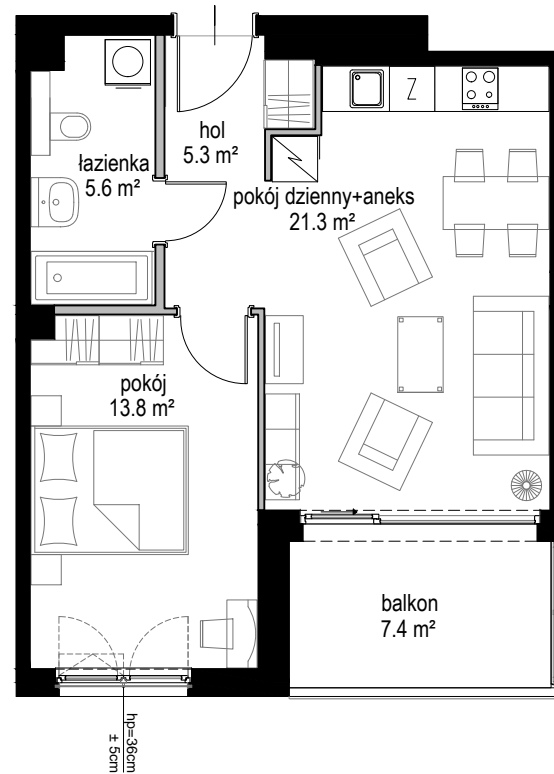 hol
5.3 m²
łazienka
5.6 m²
Z
pokój dzienny+aneks
21.3 m²
pokój
13.8 m²
balkon
7.4 m²
hp=36cm
± 5cm